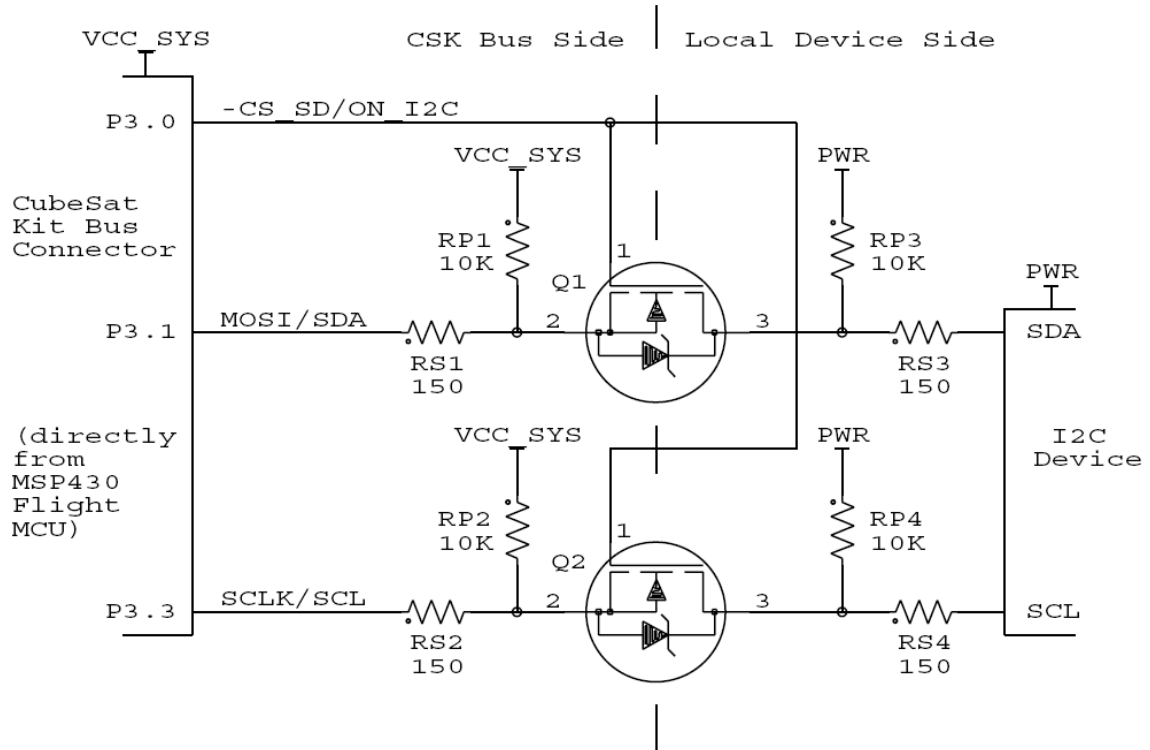 VCC_SYS
CSK Bus Side
Local Device Side
P3.0
-CS_SD/ON_I2C
VCC_SYS
PWR
CubeSat
Kit Bus
Connector
RP1
10K
1
RP3
10K
Q1
PWR
P3.1
MOSI/SDA
2
3
SDA
RS1
150
RS3
150
(directly
from
MSP430
Flight
MCU)
VCC_SYS
PWR
I2C
Device
RP2
10K
1
RP4
10K
Q2
P3.3
SCLK/SCL
2
3
SCL
RS2
150
RS4
150